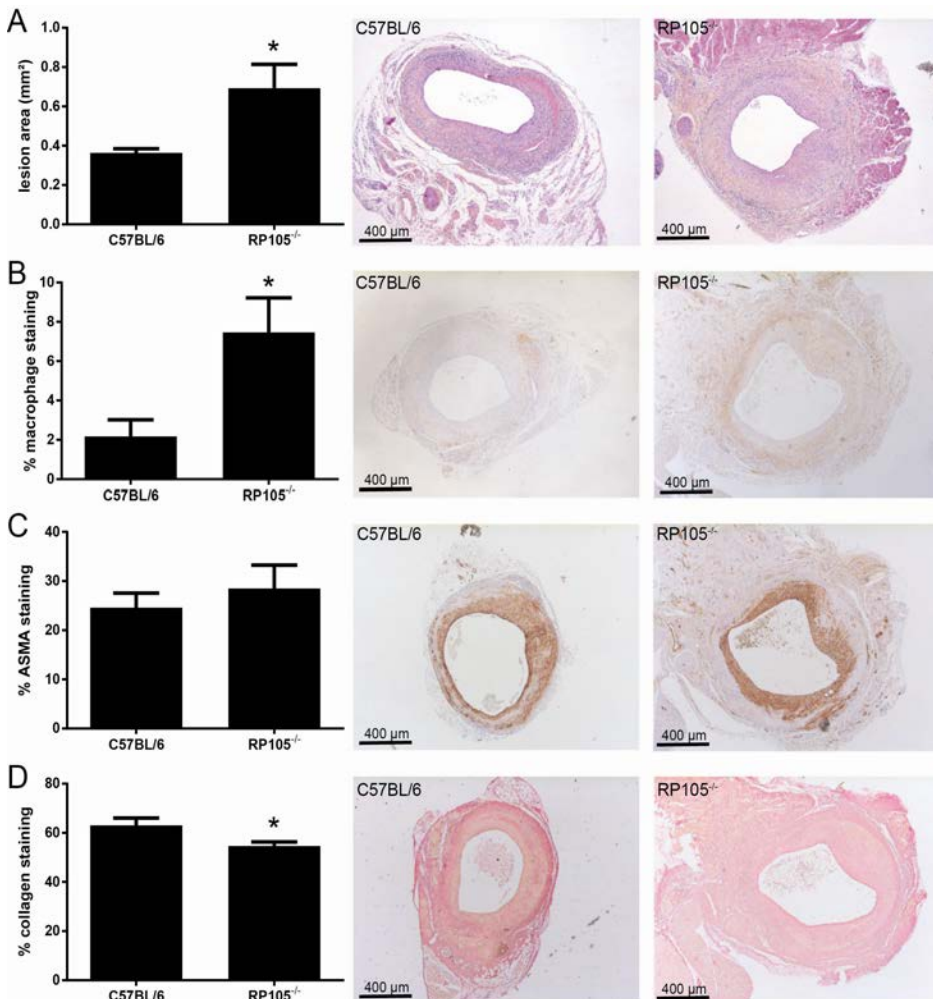 A
lesion area (mm²)
1.0
0.8
0.6
0.4
0.2
0.0
*
C57BL/6
RP105-/-
C57BL/6
400 µm
RP105-/-
400 µm
B
% macrophage staining
10
8
6
4
2
0
*
C57BL/6
RP105-/-
C57BL/6
400 µm
RP105-/-
400 µm
C
% ASMA staining
40
30
20
10
0
C57BL/6
RP105-/-
C57BL/6
400 µm
RP105-/-
400 µm
D
% collagen staining
80
60
40
20
0
*
C57BL/6
RP105-/-
C57BL/6
400 µm
RP105-/-
400 µm